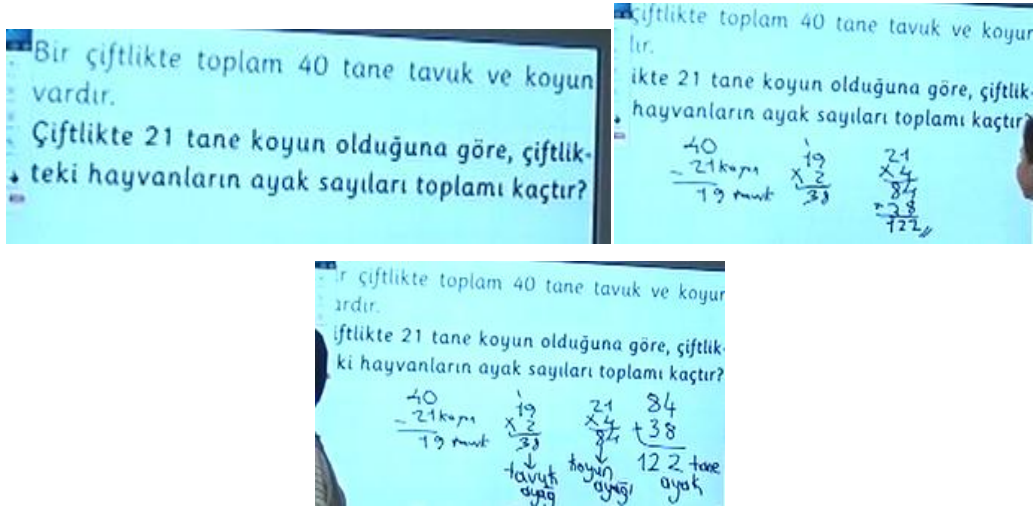 Bir çiftlikte toplam 40 tane tavuk ve koyun
vardır.
Çiftlikte 21 tane koyun olduğuna göre, çiftlik-
teki hayvanların ayak sayıları toplamı kaçtır?
çiftlikte toplam 40 tane tavuk ve koyun
ır.
ikte 21 tane koyun olduğuna göre, çiftlik-
hayvanların ayak sayıları toplamı kaçtır?
40
- 21 koyun
19 tavuk
1
19
x 2
38
21
x 4
84
+ 38
122
r çiftlikte toplam 40 tane tavuk ve koyun
ardır.
iftlikte 21 tane koyun olduğuna göre, çiftlik-
ki hayvanların ayak sayıları toplamı kaçtır?
40
- 21 koyun
19 tavuk
1
19
x 2
38
tavuk
ayağ
21
x 4
84
koyun
ayağı
84
+ 38
122 tane
ayak